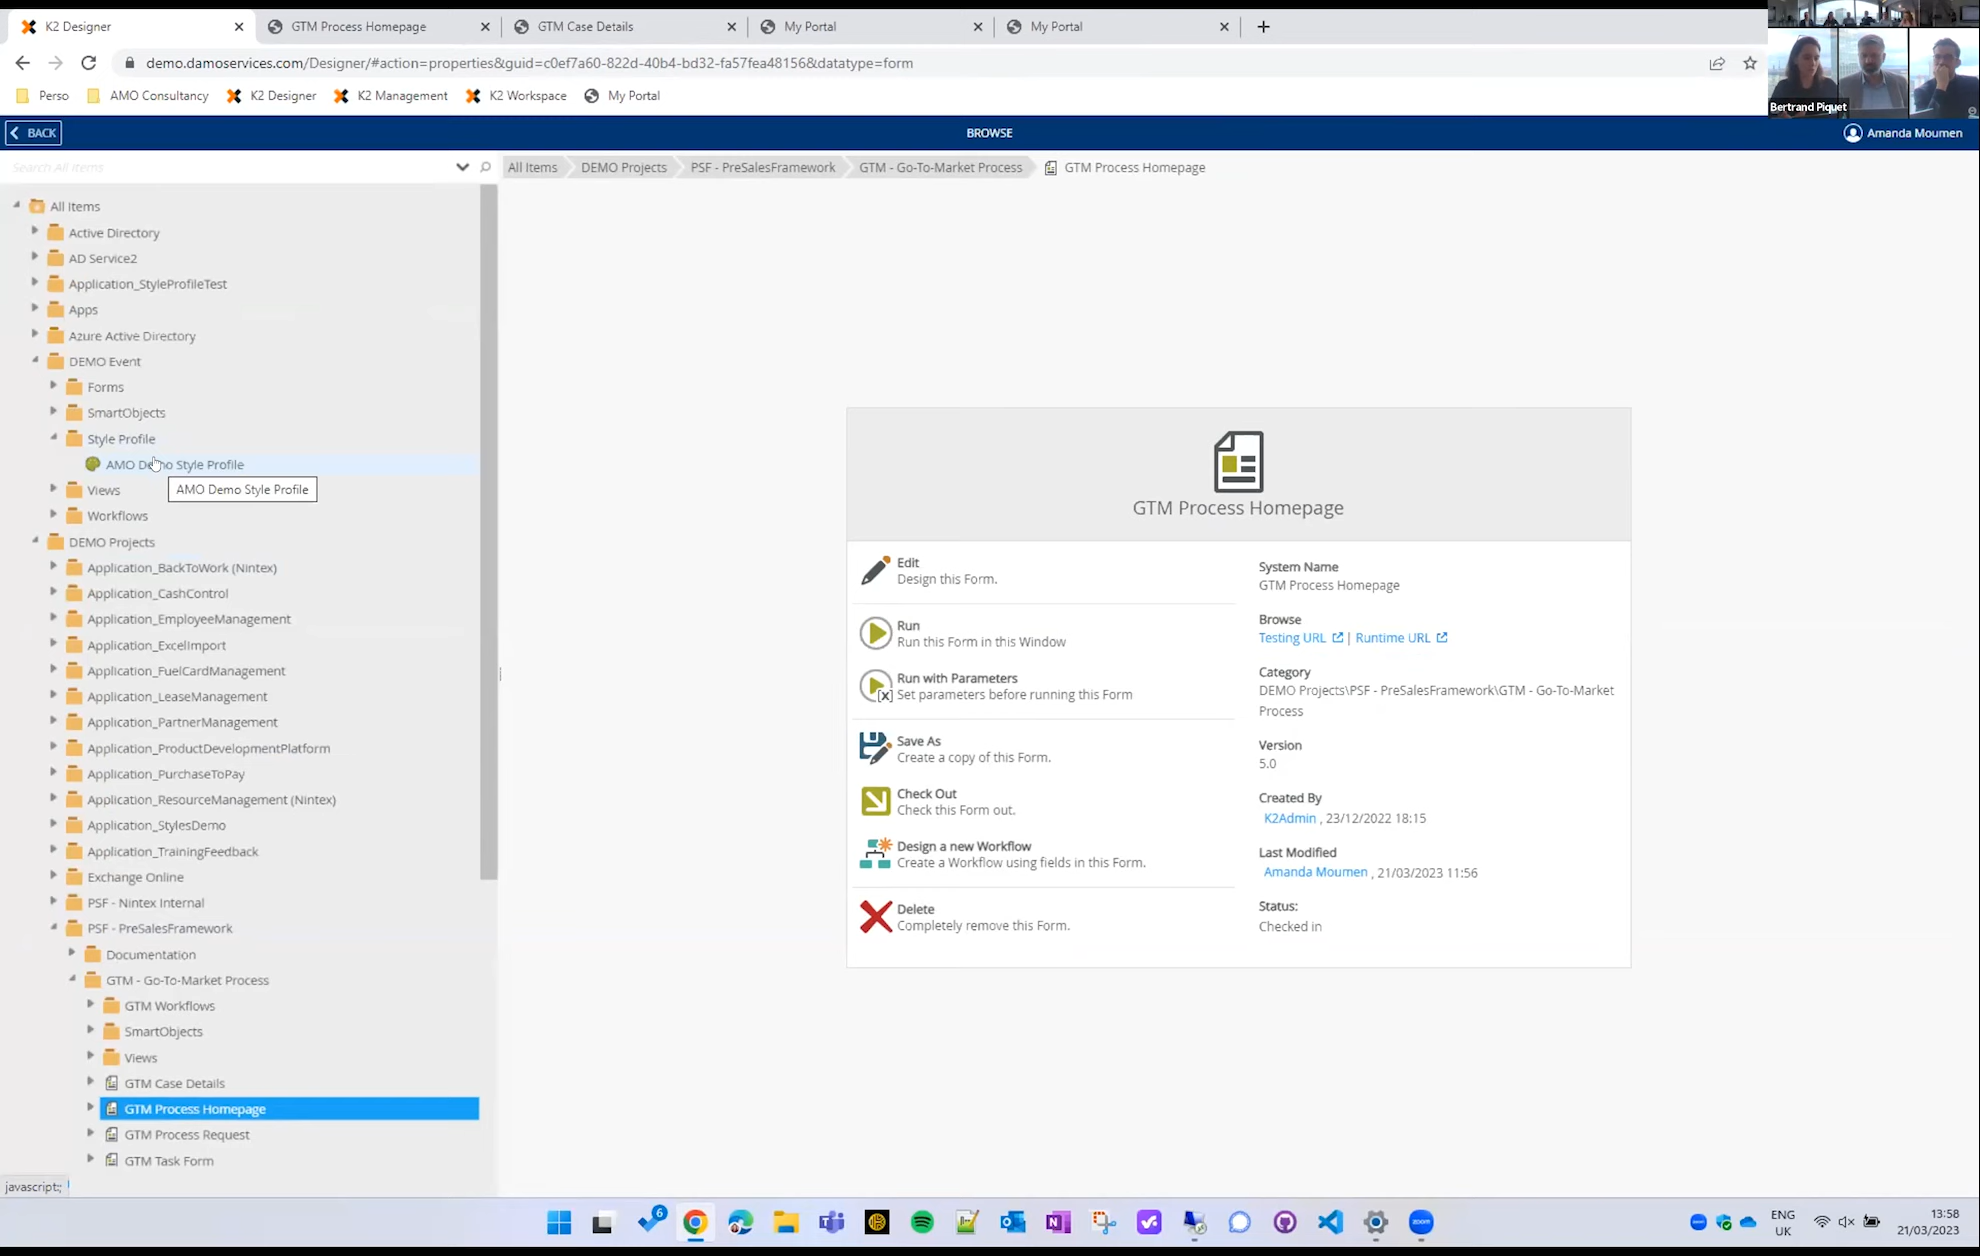 K2 Designer
GTM Process Homepage
GTM Case Details
My Portal
My Portal
demo.damoservices.com/Designer/#action=properties&guid=c0ef7a60-822d-40b4-bd32-fa57fea48156&datatype=form
Perso
AMO Consultancy
K2 Designer
K2 Management
K2 Workspace
My Portal
Bertrand Piquet
BACK
BROWSE
Amanda Moumen
Search All Items
All Items
DEMO Projects
PSF - PreSalesFramework
GTM - Go-To-Market Process
GTM Process Homepage
All Items
Active Directory
AD Service2
Application_StyleProfileTest
Apps
Azure Active Directory
DEMO Event
Forms
SmartObjects
Style Profile
AMO Demo Style Profile
AMO Demo Style Profile
Views
Workflows
DEMO Projects
Application_BackToWork (Nintex)
Application_CashControl
Application_EmployeeManagement
Application_ExcelImport
Application_FuelCardManagement
Application_LeaseManagement
Application_PartnerManagement
Application_ProductDevelopmentPlatform
Application_PurchaseToPay
Application_ResourceManagement (Nintex)
Application_StylesDemo
Application_TrainingFeedback
Exchange Online
PSF - Nintex Internal
PSF - PreSalesFramework
Documentation
GTM - Go-To-Market Process
GTM Workflows
SmartObjects
Views
GTM Case Details
GTM Process Homepage
GTM Process Request
GTM Task Form
javascript:;
GTM Process Homepage
Edit
Design this Form.
Run
Run this Form in this Window
Run with Parameters
Set parameters before running this Form
Save As
Create a copy of this Form.
Check Out
Check this Form out.
Design a new Workflow
Create a Workflow using fields in this Form.
Delete
Completely remove this Form.
System Name
GTM Process Homepage
Browse
Testing URL | Runtime URL
Category
DEMO Projects\PSF - PreSalesFramework\GTM - Go-To-Market
Process
Version
5.0
Created By
K2Admin , 23/12/2022 18:15
Last Modified
Amanda Moumen , 21/03/2023 11:56
Status:
Checked in
6
zoom
ENG
UK
13:58
21/03/2023